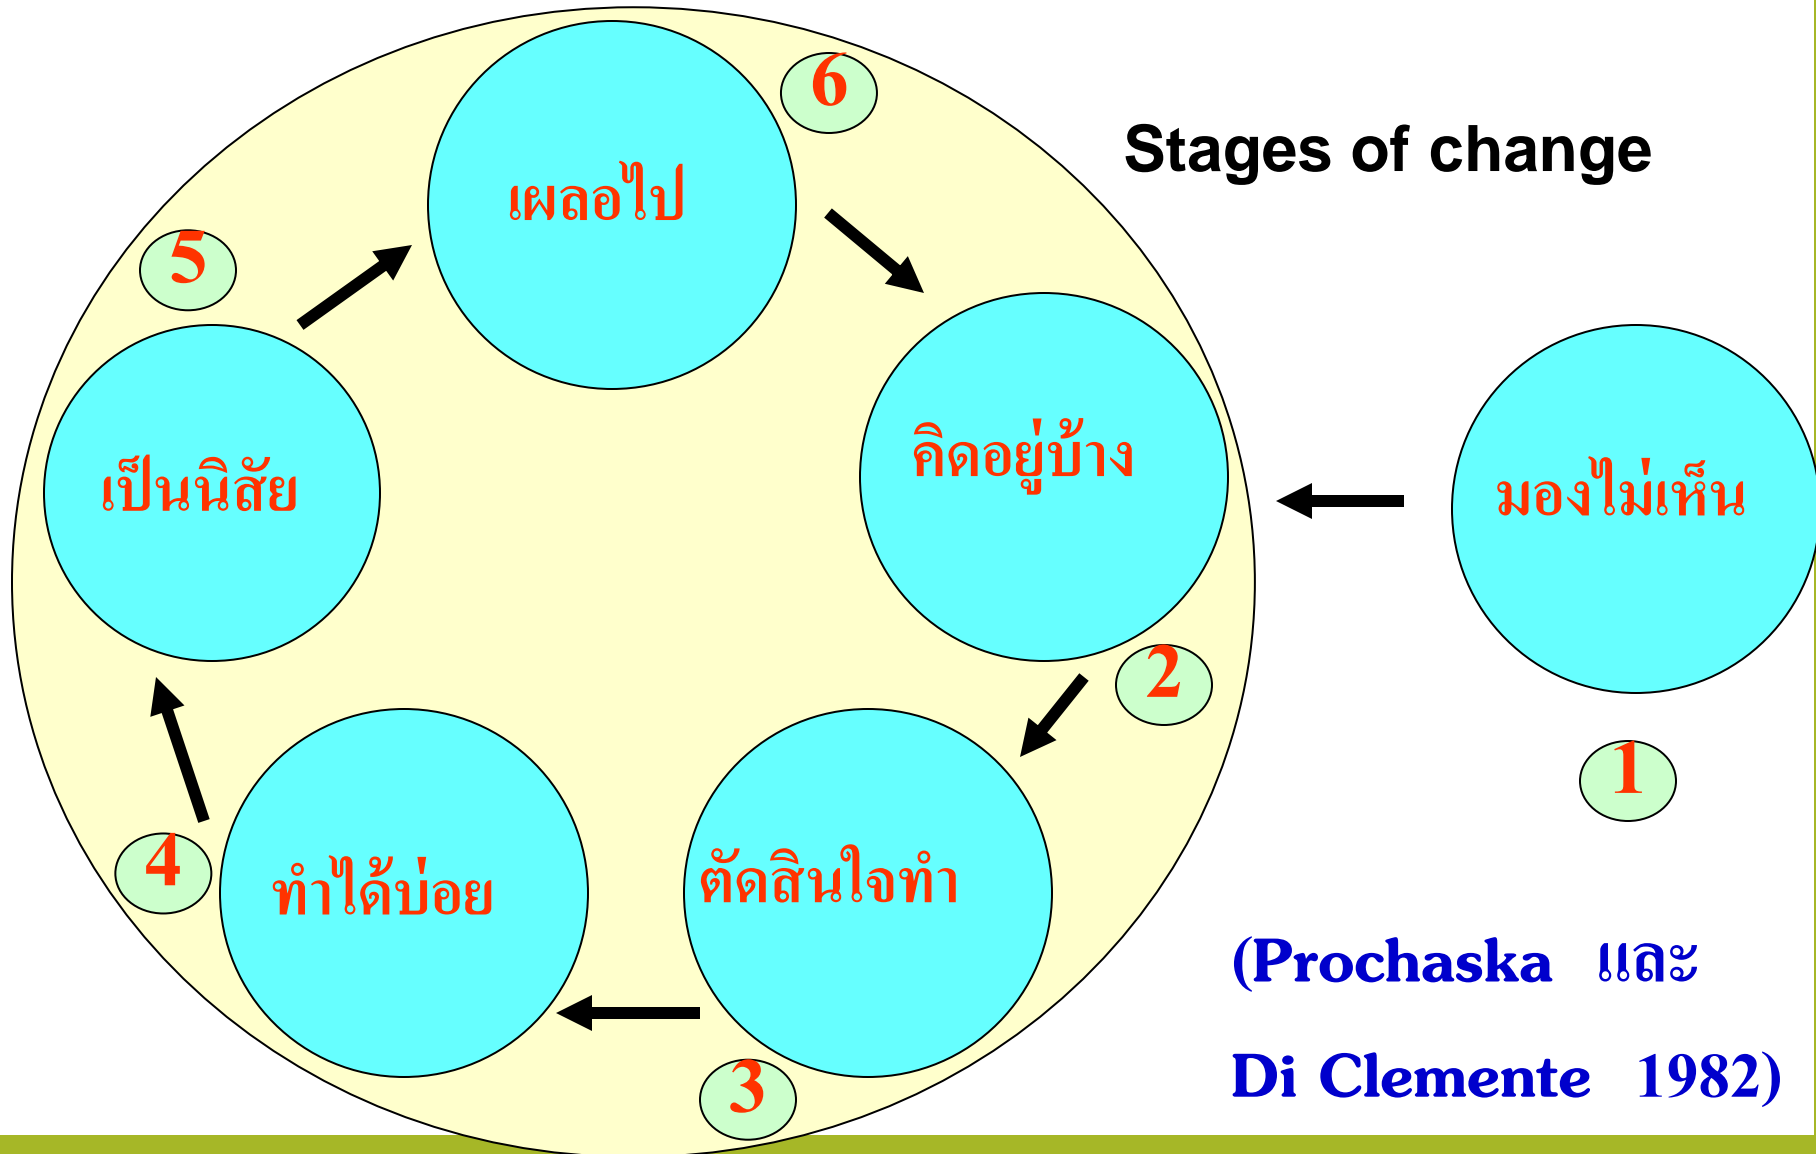 6
Stages of change
เผลอไป
5
คิดอยู่บ้าง
เป็นนิสัย
มองไม่เห็น
2
1
4
ทำได้บ่อย
ตัดสินใจทำ
(Prochaska และ
Di Clemente 1982)
3